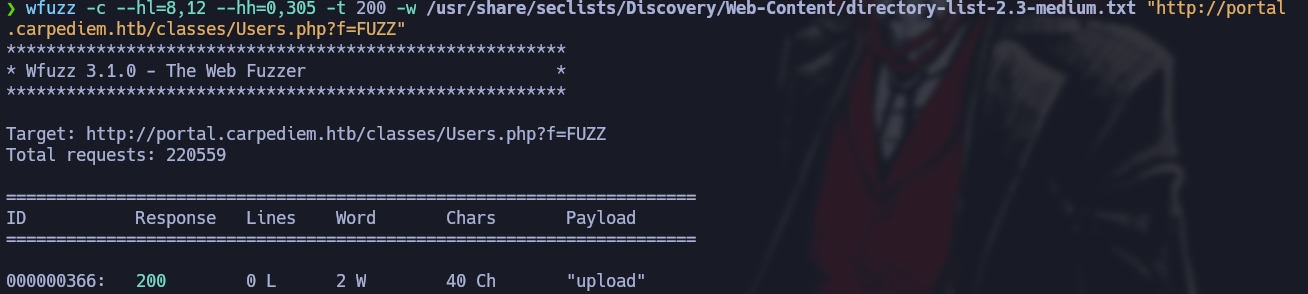 ❯ wfuzz -c --hl=8,12 --hh=0,305 -t 200 -w /usr/share/seclists/Discovery/Web-Content/directory-list-2.3-medium.txt "http://portal
.carpediem.htb/classes/Users.php?f=FUZZ"
********************************************************
* Wfuzz 3.1.0 - The Web Fuzzer                         *
********************************************************
Target: http://portal.carpediem.htb/classes/Users.php?f=FUZZ
Total requests: 220559
=====================================================================
ID           Response   Lines    Word       Chars       Payload
=====================================================================
000000366:   200        0 L      2 W        40 Ch       "upload"